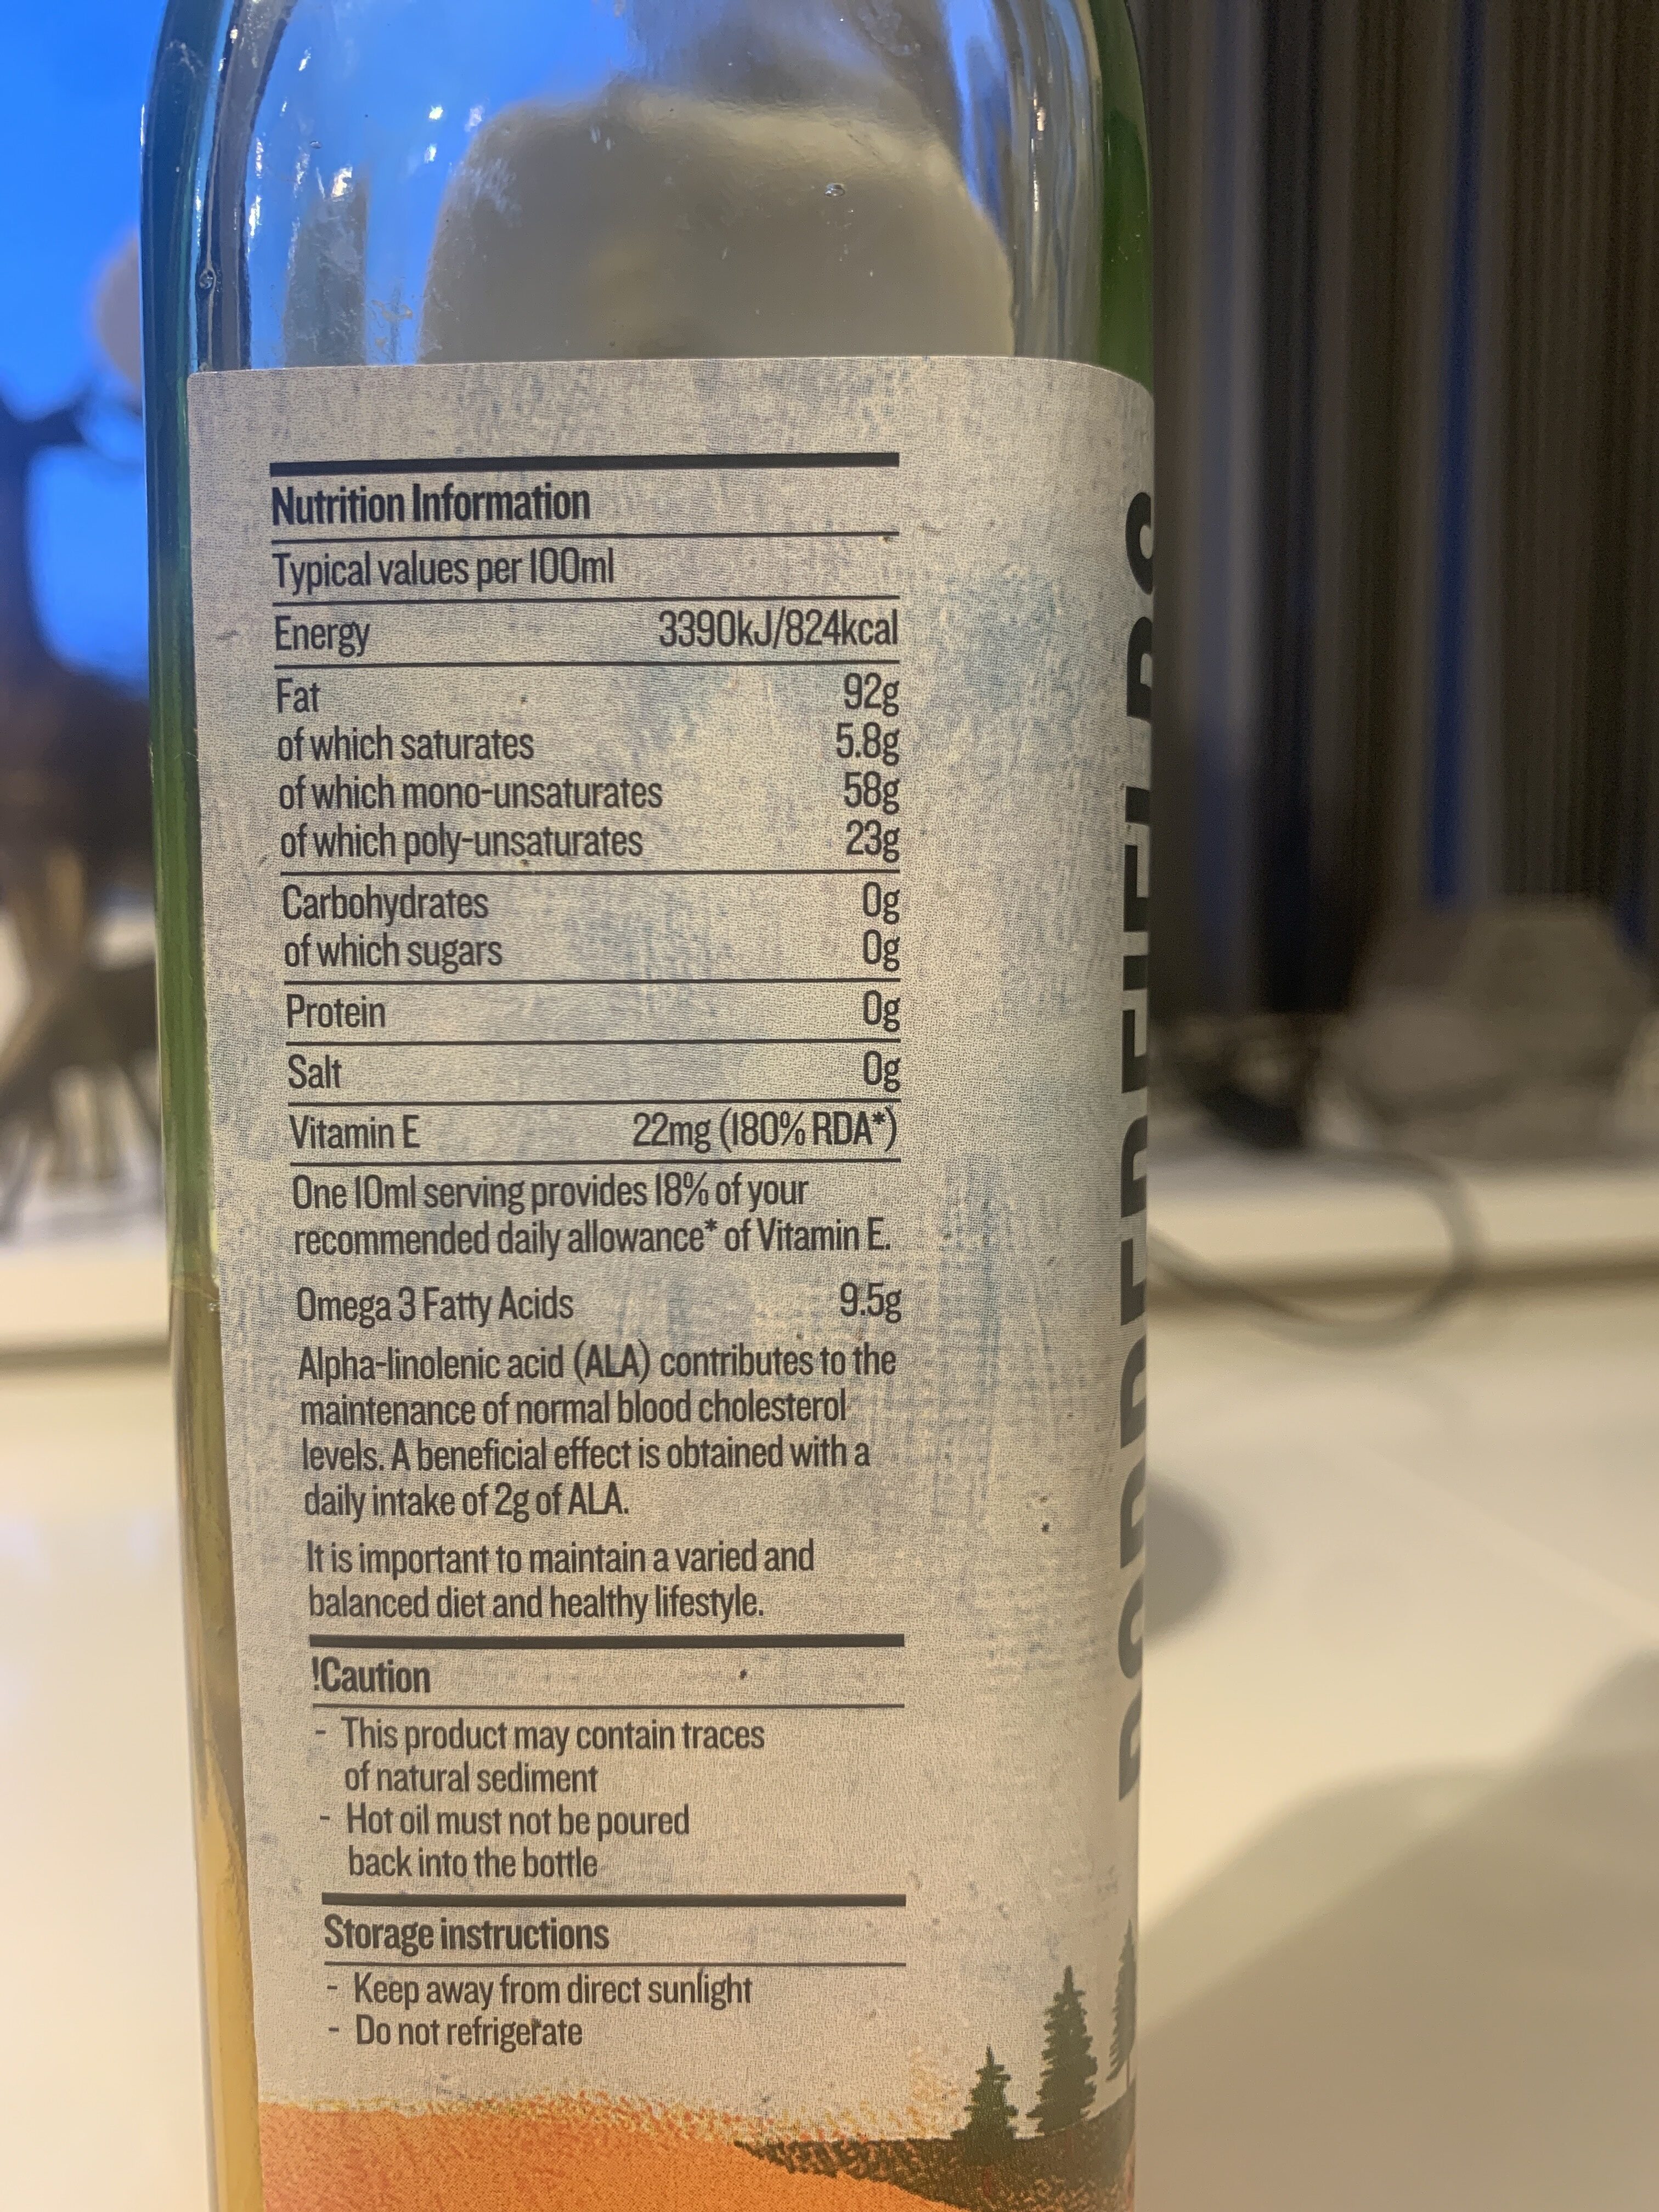 Nutrition Information
Typical values per 100ml
Energy 3390kJ/824kcal
Fat 92g
of which saturates 5.8g
of which mono-unsaturates 58g
of which poly-unsaturates 23g
Carbohydrates 0g
of which sugars 0g
Protein 0g
Salt 0g
Vitamin E 22mg (180% RDA*)
One 10ml serving provides 18% of your
recommended daily allowance* of Vitamin E.
Omega 3 Fatty Acids 9.5g
Alpha-linolenic acid (ALA) contributes to the
maintenance of normal blood cholesterol
levels. A beneficial effect is obtained with a
daily intake of 2g of ALA.
It is important to maintain a varied and
balanced diet and healthy lifestyle.
!Caution
- This product may contain traces
of natural sediment
- Hot oil must not be poured
back into the bottle
Storage instructions
- Keep away from direct sunlight
- Do not refrigerate